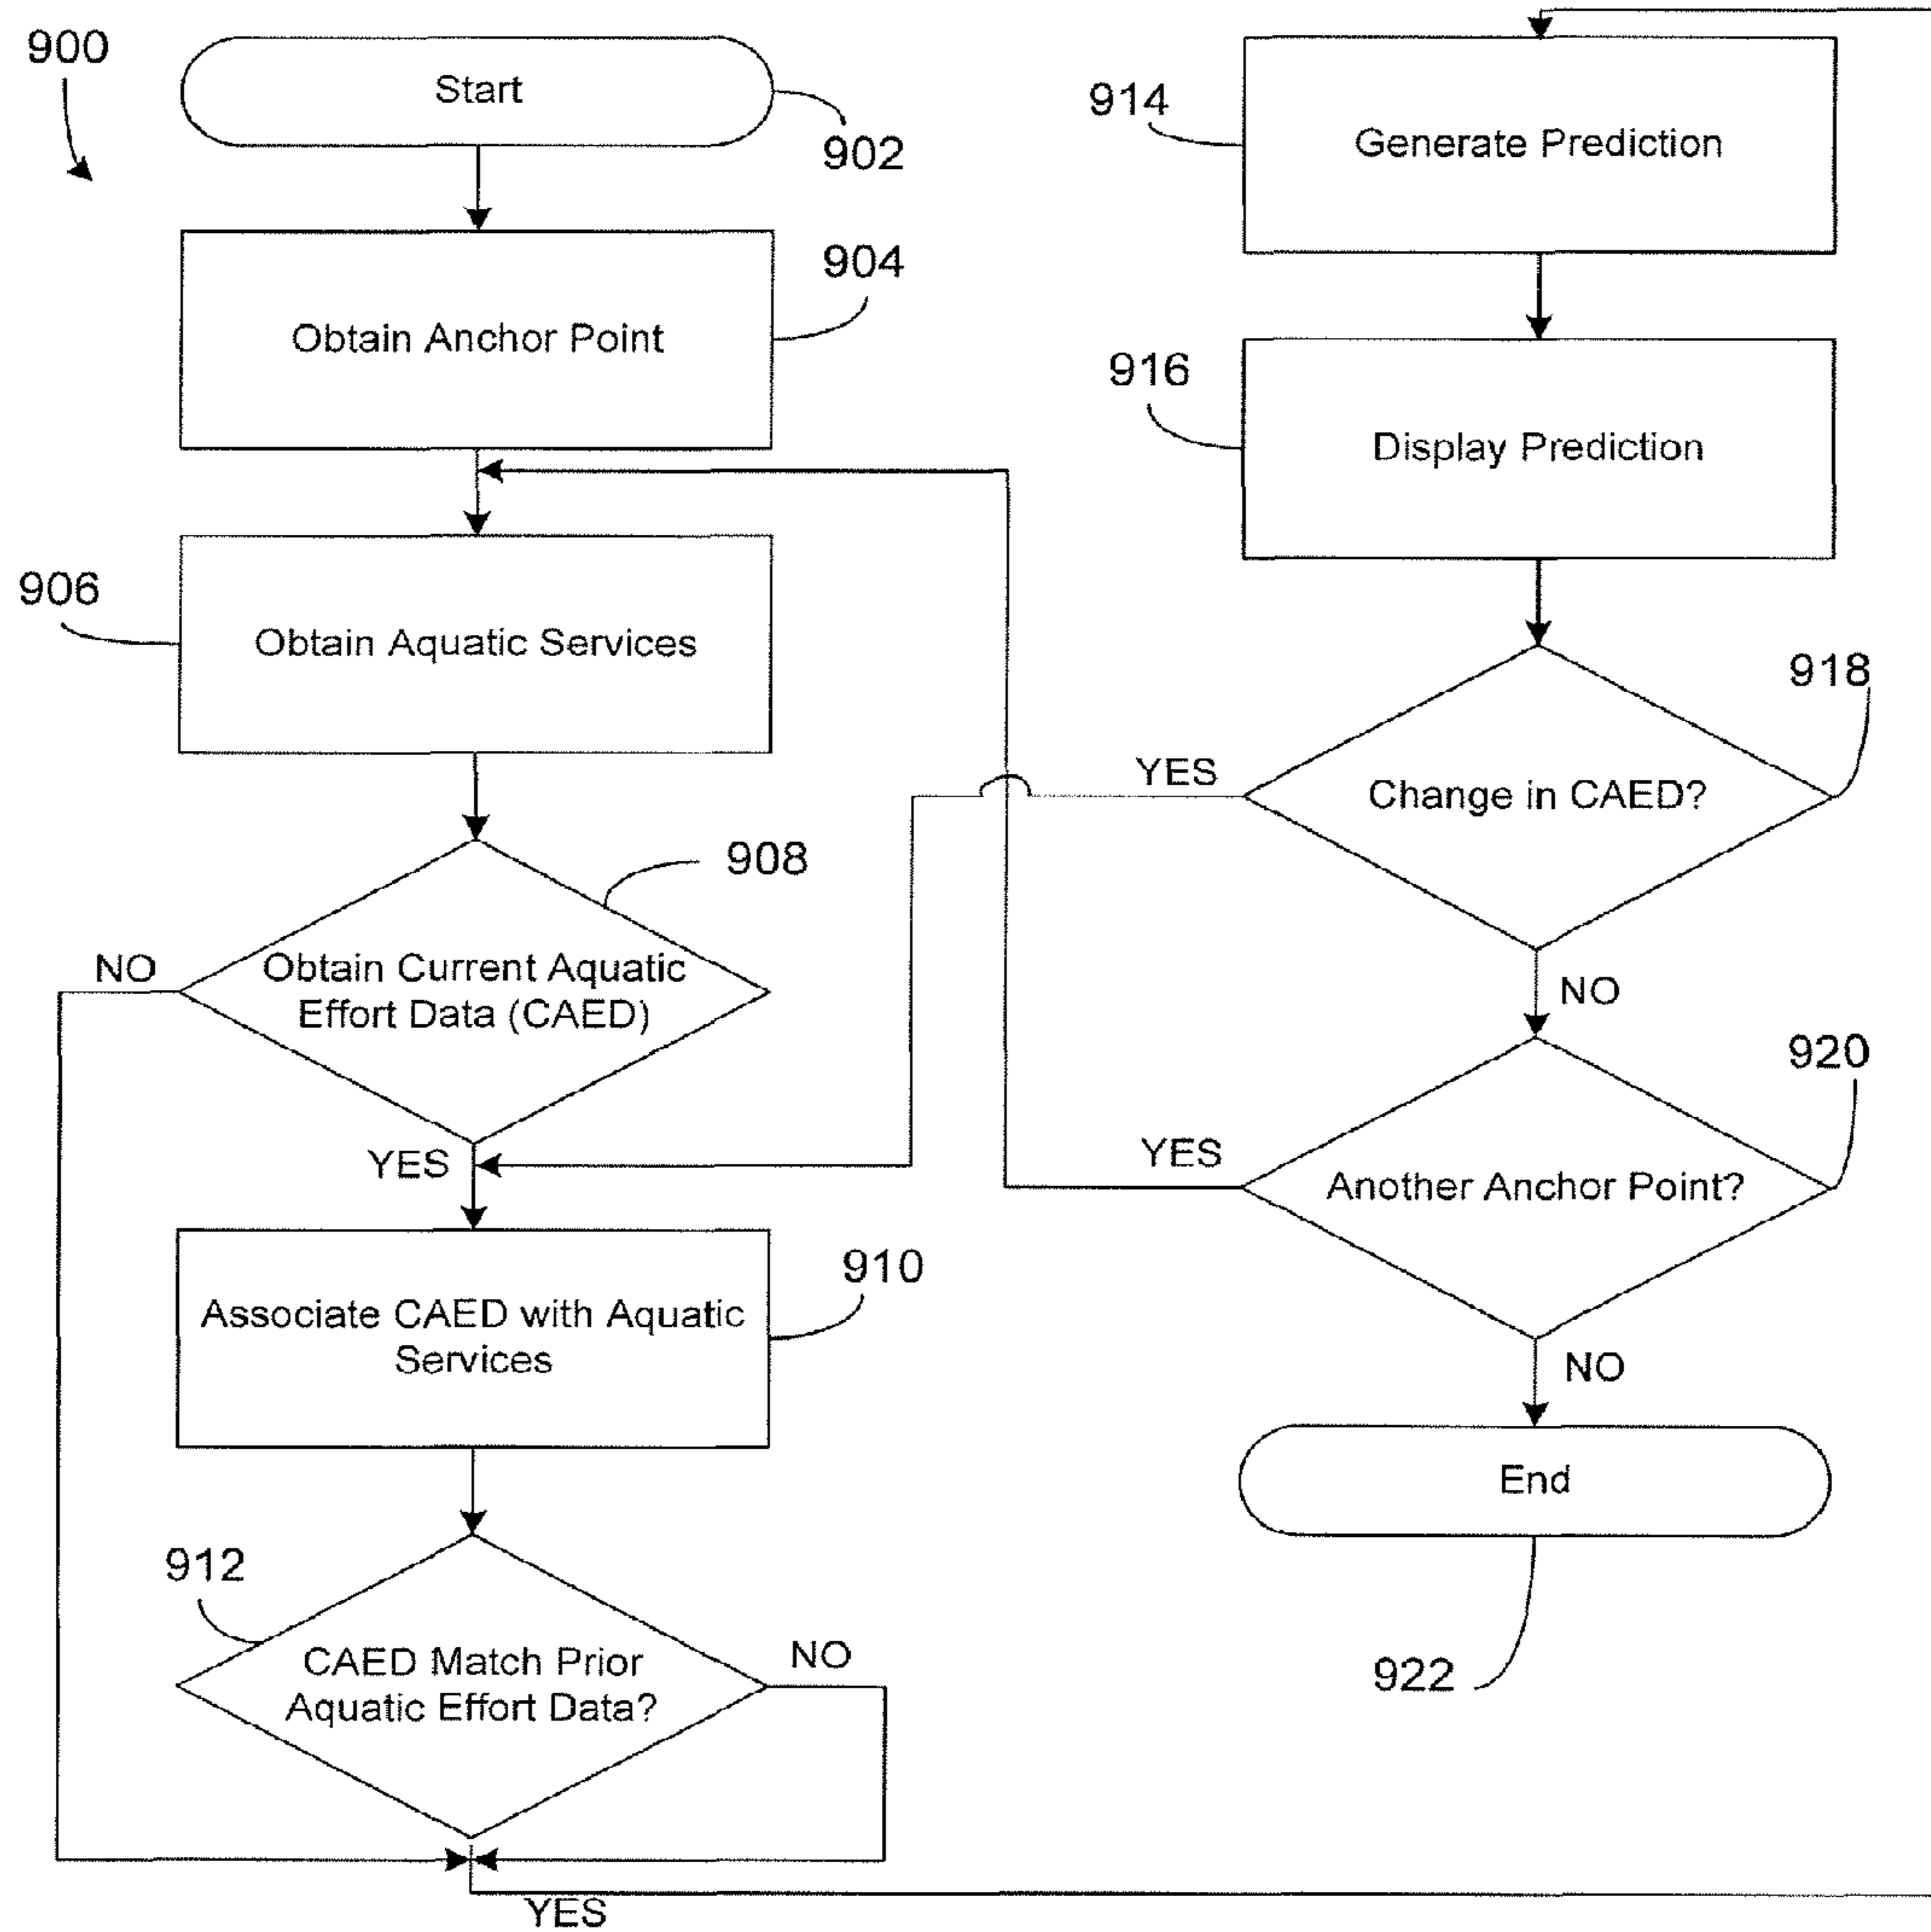 900
Start
902
Obtain Anchor Point
904
906
Obtain Aquatic Services
908
NO
Obtain Current Aquatic
Effort Data (CAED)
YES
910
Associate CAED with Aquatic
Services
912
CAED Match Prior
Aquatic Effort Data?
NO
YES
914
Generate Prediction
916
Display Prediction
918
YES
Change in CAED?
NO
920
YES
Another Anchor Point?
NO
End
922